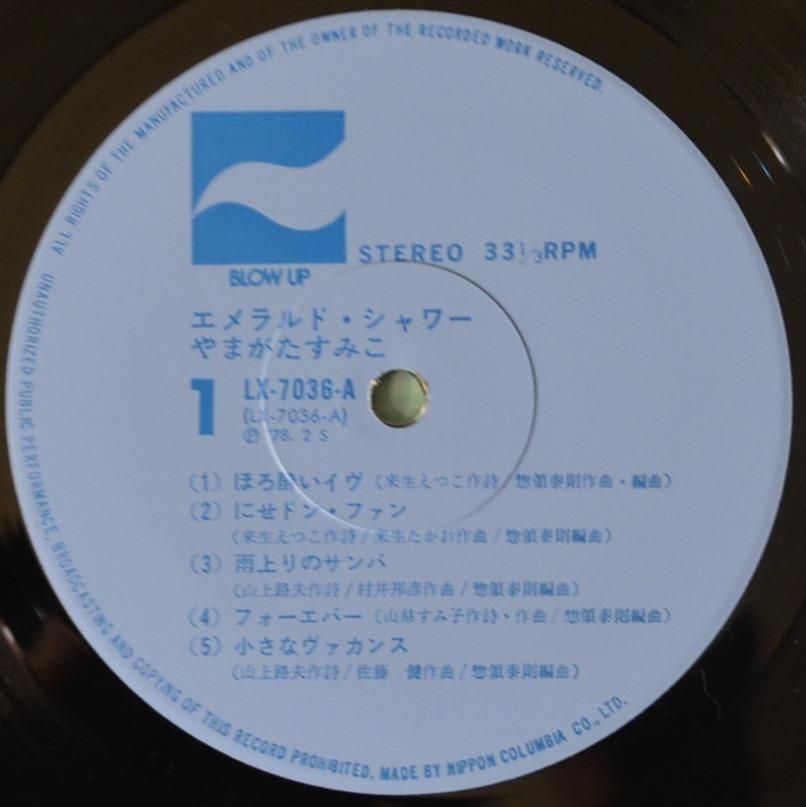 ALL RIGHTS OF THE MANUFACTURED AND OF THE OWNER OF THE RECORDED WORK RESERVED.
BLOW UP
STEREO 33⅓RPM
エメラルド・シャワー
やまがたすみこ
1
LX-7036-A
(LX-7036-A)
Ⓟ '78. 2 S
(1) ほろ酔いイヴ (来生えつこ作詩/惣領泰則作曲・編曲)
(2) にせドン・ファン
(来生えつこ作詩/来生たかお作曲/惣領泰則編曲)
(3) 雨上りのサンバ
(山上路夫作詩/村井邦彦作曲/惣領泰則編曲)
(4) フォーエバー (山県すみ子作詩・作曲/惣領泰則編曲)
(5) 小さなヴァカンス
(山上路夫作詩/佐藤 健作曲/惣領泰則編曲)
UNAUTHORIZED PUBLIC PERFORMANCE, BROADCASTING AND COPYING OF THIS RECORD PROHIBITED. MADE BY NIPPON COLUMBIA CO., LTD.